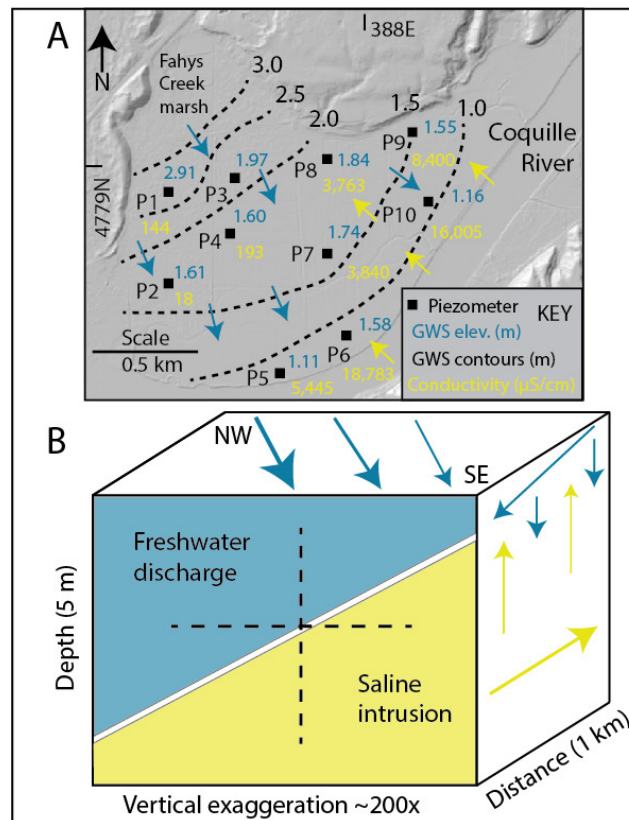 A
388E
N
Fahys
Creek
marsh
3.0
2.5
2.0
1.5
1.0
Coquille
River
4779N
P9
1.55
8,400
P8
1.84
3,763
P3
1.97
2.91
P1
144
P10
1.16
16,005
P4
1.60
193
P7
1.74
3,840
1.61
P2
18
Scale
0.5 km
P6
1.58
18,783
P5
1.11
5,445
Piezometer KEY
GWS elev. (m)
GWS contours (m)
Conductivity (µS/cm)
B
NW
SE
Freshwater
discharge
Saline
intrusion
Depth (5 m)
Distance (1 km)
Vertical exaggeration ~200x